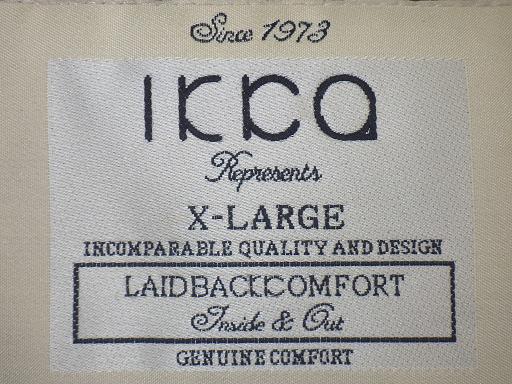 Since 1973
ikka
Represents
X-LARGE
INCOMPARABLE QUALITY AND DESIGN
LAIDBACKCOMFORT
Inside & Out
GENUINE COMFORT